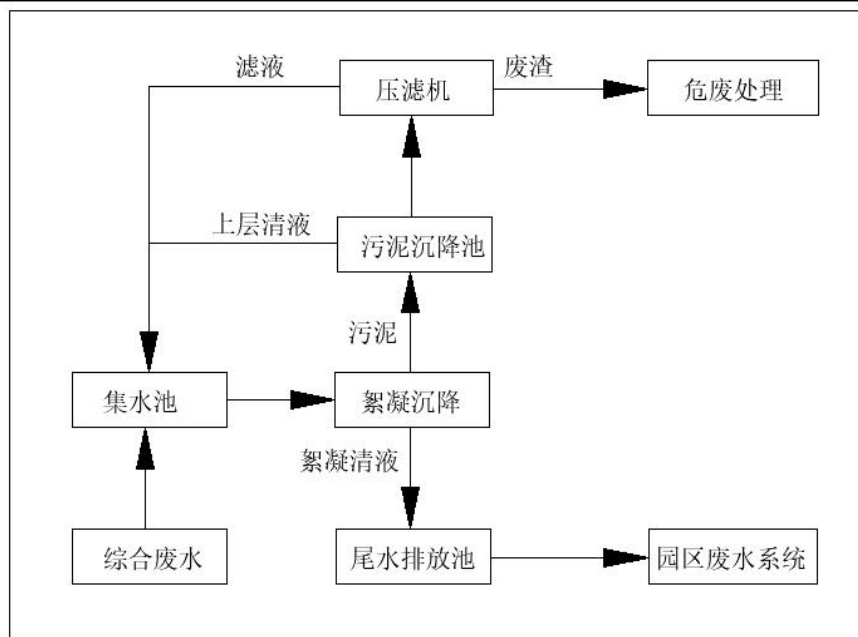 滤液
压滤机
废渣
危废处理
上层清液
污泥沉降池
污泥
集水池
絮凝沉降
絮凝清液
综合废水
尾水排放池
园区废水系统